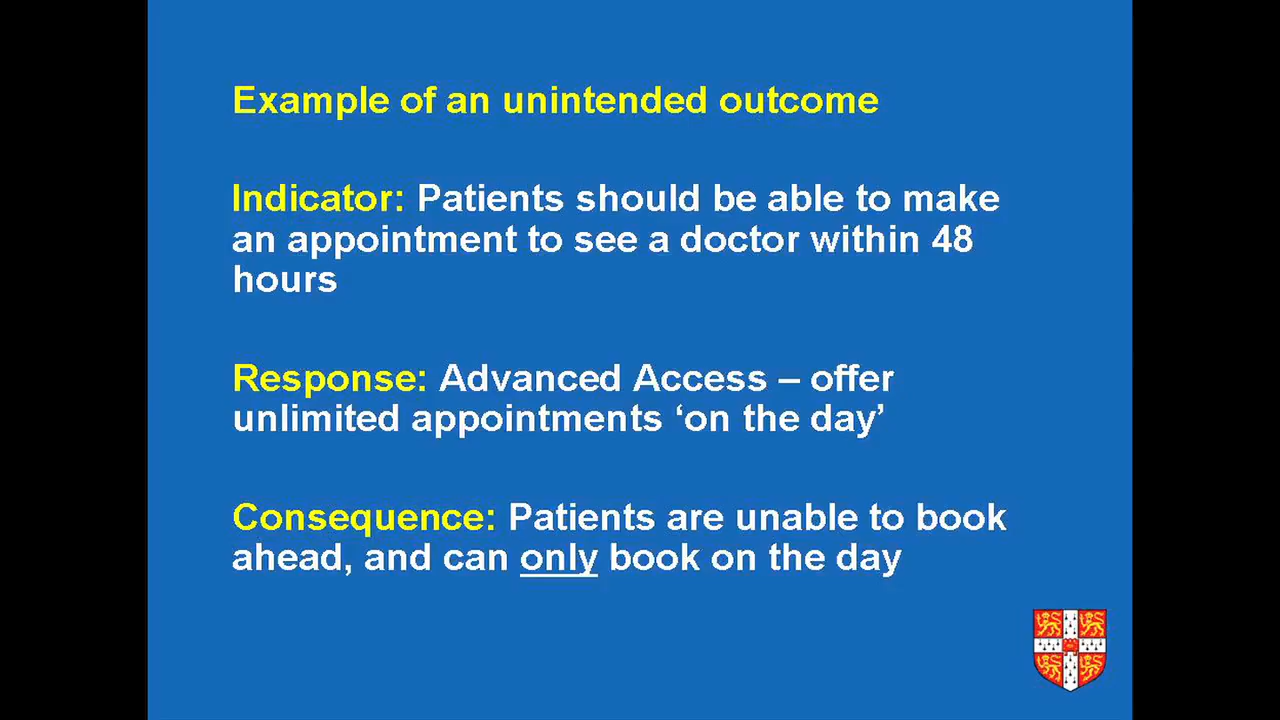 Example of an unintended outcome
Indicator: Patients should be able to make
an appointment to see a doctor within 48
hours
Response: Advanced Access – offer
unlimited appointments ‘on the day’
Consequence: Patients are unable to book
ahead, and can only book on the day